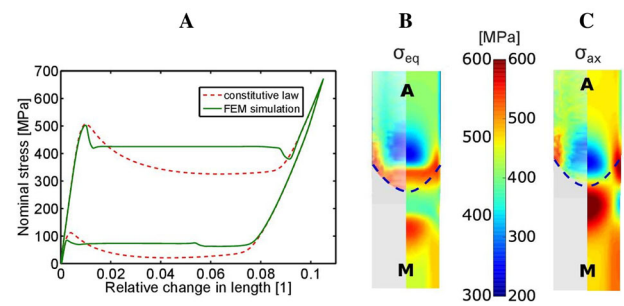 A
B
C
[MPa]
σeq
σax
Nominal stress [MPa]
700
600
500
400
300
200
100
0
constitutive law
FEM simulation
0
0.02
0.04
0.06
0.08
0.1
Relative change in length [1]
A
M
600 600
500
500
400
400
300
300 200
A
M